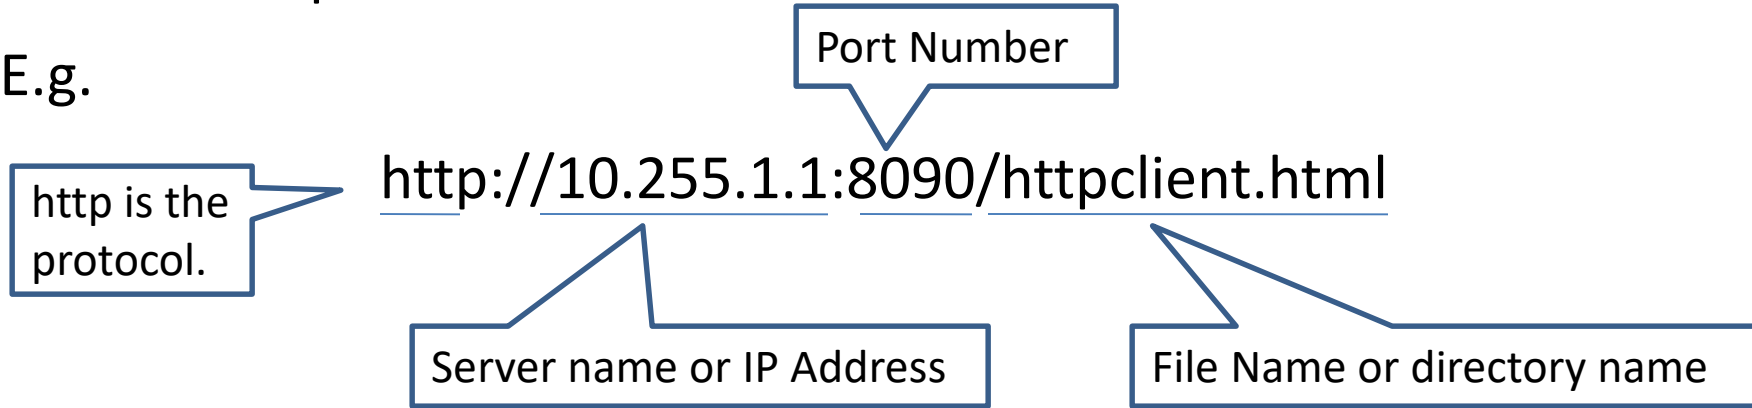 Port Number
E.g.
http://10.255.1.1:8090/httpclient.html
http is the
protocol.
Server name or IP Address
File Name or directory name